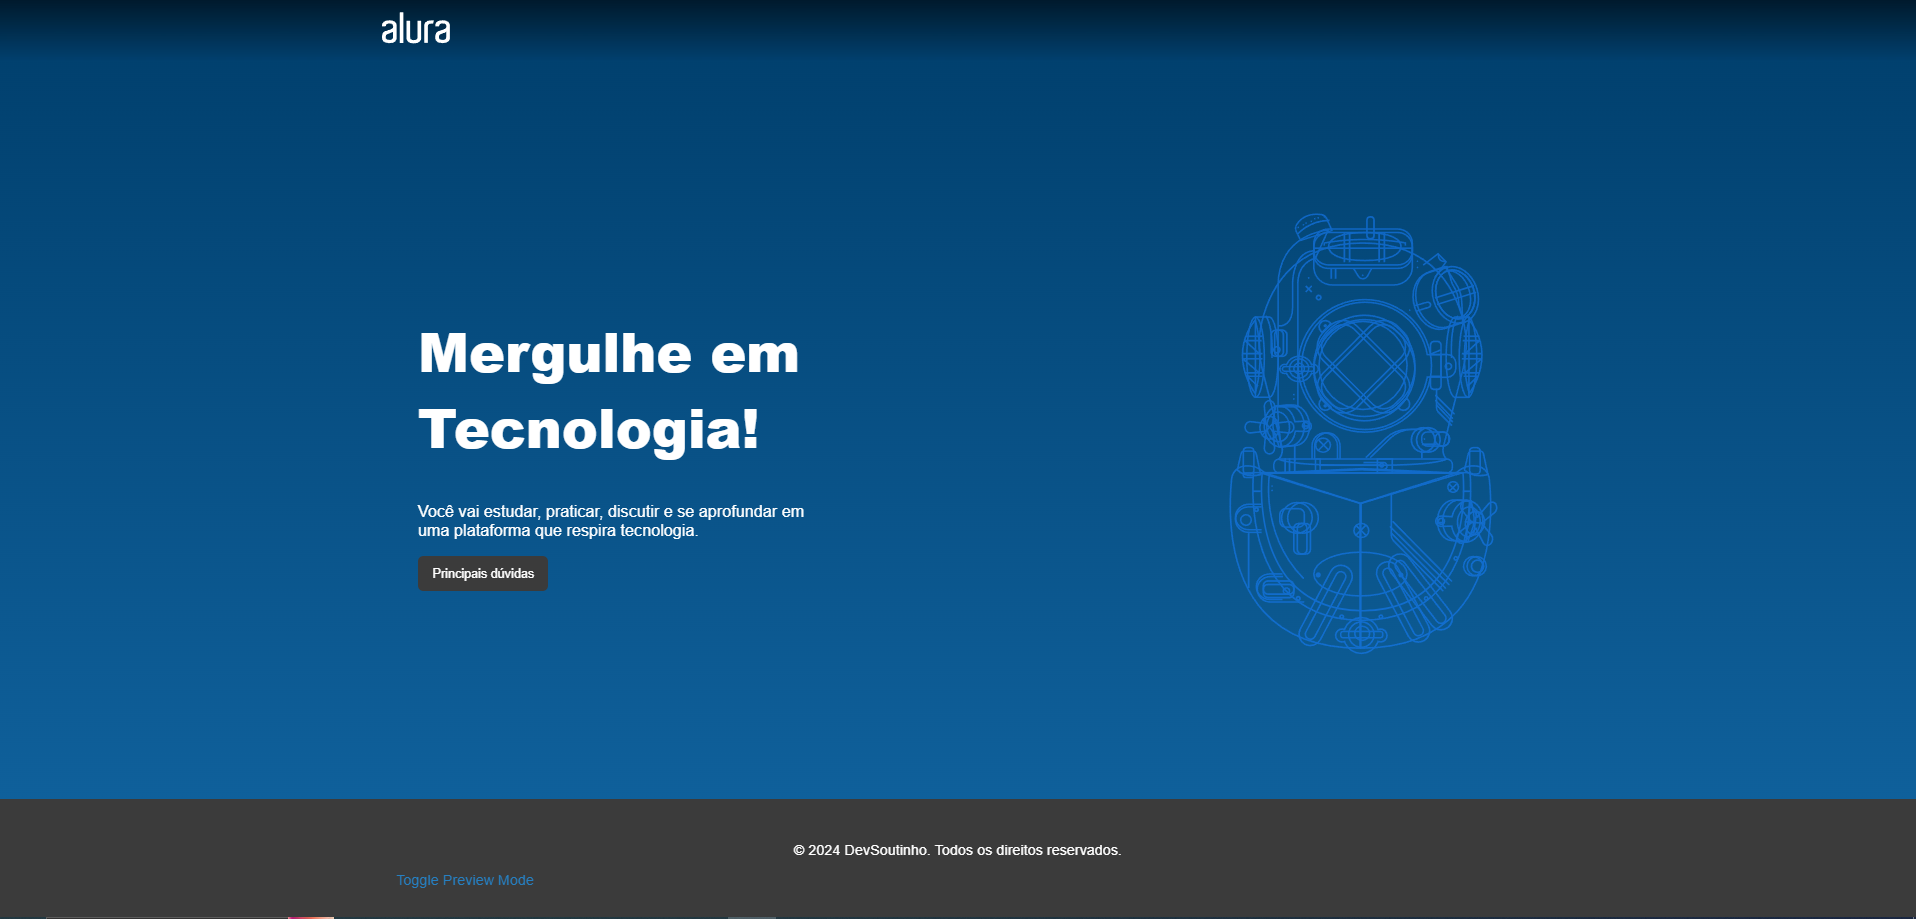 alura
Mergulhe em
Tecnologia!
Você vai estudar, praticar, discutir e se aprofundar em
uma plataforma que respira tecnologia.
Principais dúvidas
© 2024 DevSoutinho. Todos os direitos reservados.
Toggle Preview Mode